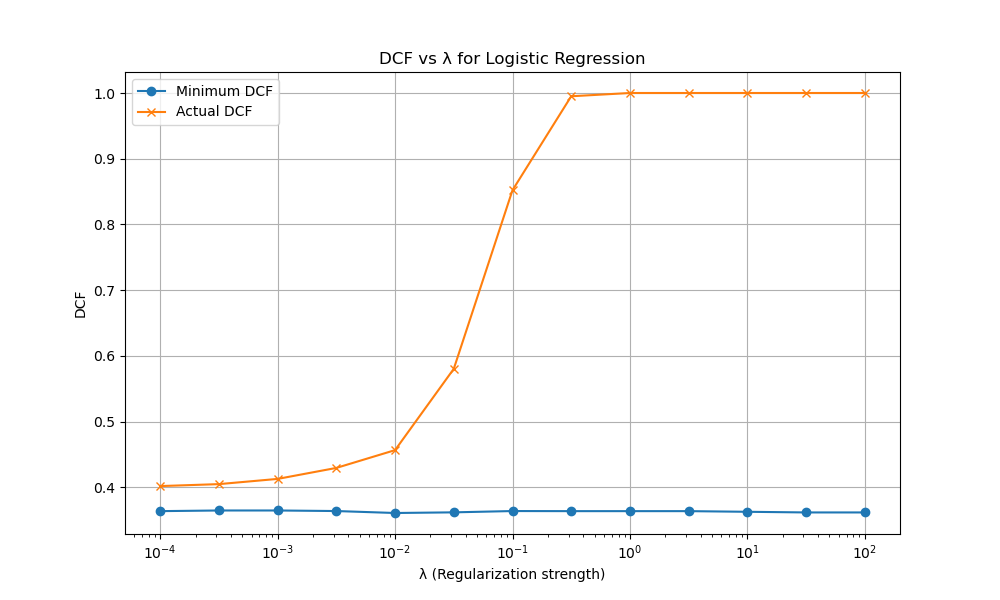 DCF vs λ for Logistic Regression
Minimum DCF
Actual DCF
1.0
0.9
0.8
0.7
0.6
0.5
0.4
DCF
10⁻⁴ 10⁻³ 10⁻² 10⁻¹ 10⁰ 10¹ 10²
λ (Regularization strength)